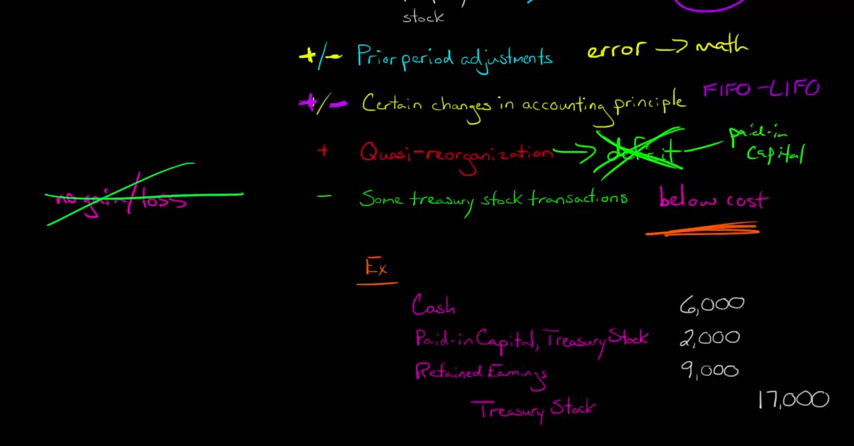 stock
+/- Prior period adjustments error → math
+/- Certain changes in accounting principle FIFO - LIFO
+ Quasi-reorganization → deficit — paid-in
Capital
- Some treasury stock transactions below cost
no gain/loss
Ex
Cash 6,000
Paid-in Capital, Treasury Stock 2,000
Retained Earnings 9,000
Treasury Stock 17,000